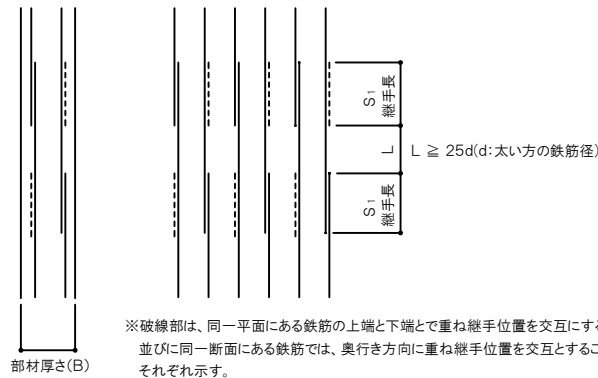 S1
継手長
L
L ≧ 25d(d:太い方の鉄筋径)
S1
継手長
※破線部は、同一平面にある鉄筋の上端と下端とで重ね継手位置を交互にす
並びに同一断面にある鉄筋では、奥行き方向に重ね継手位置を交互とするこ
それぞれ示す。
部材厚さ(B)